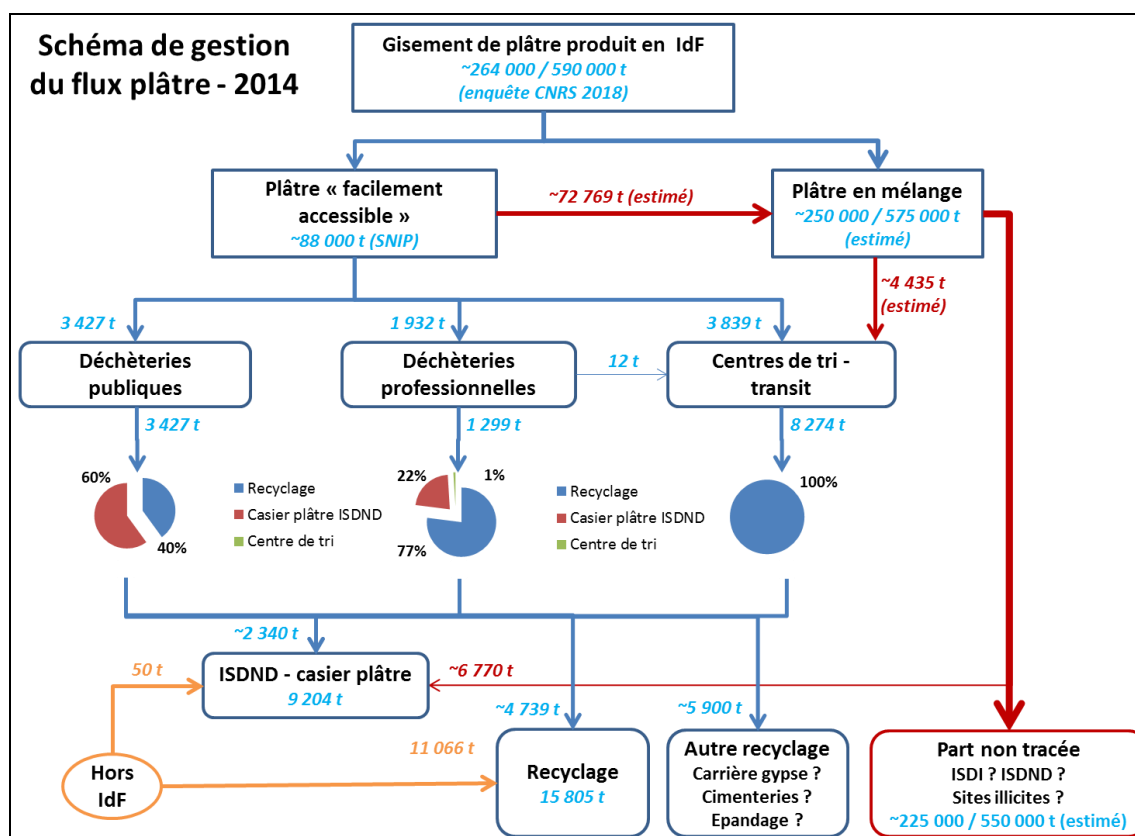 Schéma de gestion
du flux plâtre - 2014
Gisement de plâtre produit en IdF
~264 000 / 590 000 t
(enquête CNRS 2018)
Plâtre « facilement
accessible »
~88 000 t (SNIP)
~72 769 t (estimé)
Plâtre en mélange
~250 000 / 575 000 t
(estimé)
~4 435 t
(estimé)
3 427 t
1 932 t
3 839 t
Déchèteries
publiques
Déchèteries
professionnelles
12 t
Centres de tri -
transit
3 427 t
1 299 t
8 274 t
60%
40%
Recyclage
Casier plâtre ISDND
Centre de tri
22%
1%
77%
Recyclage
Casier plâtre ISDND
Centre de tri
100%
~2 340 t
50 t
ISDND - casier plâtre
9 204 t
~6 770 t
~4 739 t
~5 900 t
11 066 t
Hors
IdF
Recyclage
15 805 t
Autre recyclage
Carrière gypse ?
Cimenteries ?
Epandage ?
Part non tracée
ISDI ? ISDND ?
Sites illicites ?
~225 000 / 550 000 t (estimé)